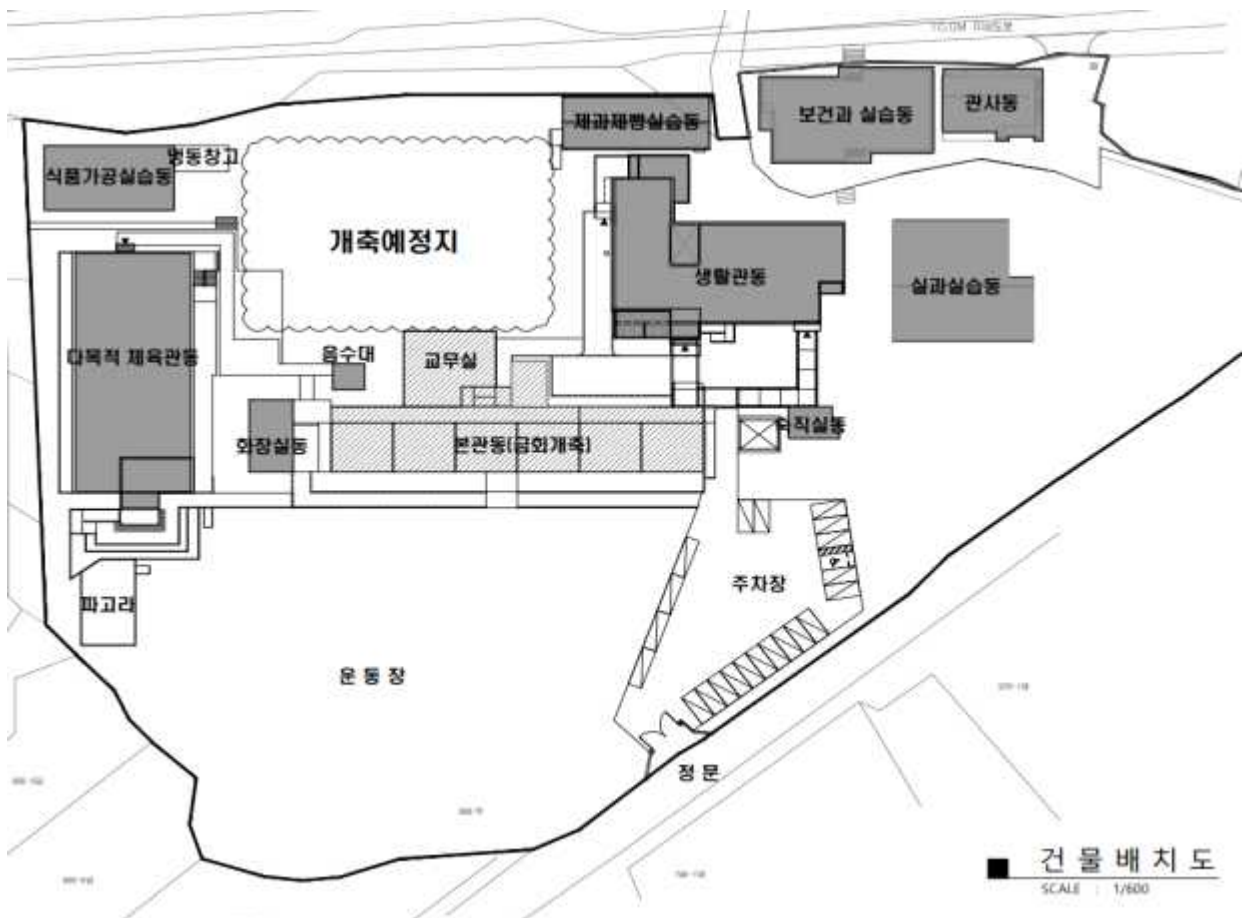 보건과 실습동
관사동
제과제빵실습동
냉동창고
식품가공실습동
개축예정지
생활관동
실과실습동
다목적 체육관동
음수대
교무실
화장실동
본관동(금회개축)
숙직실동
주차장
파고라
운동장
정문
건물배치도
SCALE : 1/600